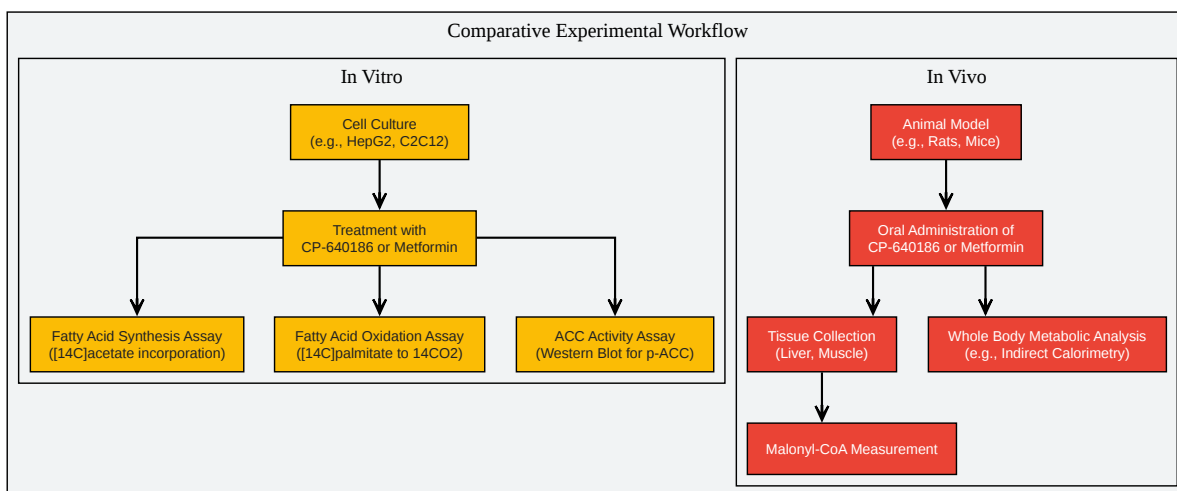 Comparative Experimental Workflow
In Vitro
Cell Culture
(e.g., HepG2, C2C12)
Treatment with
CP-640186 or Metformin
Fatty Acid Synthesis Assay
([14C]acetate incorporation)
Fatty Acid Oxidation Assay
([14C]palmitate to 14CO2)
ACC Activity Assay
(Western Blot for p-ACC)
In Vivo
Animal Model
(e.g., Rats, Mice)
Oral Administration of
CP-640186 or Metformin
Tissue Collection
(Liver, Muscle)
Whole Body Metabolic Analysis
(e.g., Indirect Calorimetry)
Malonyl-CoA Measurement